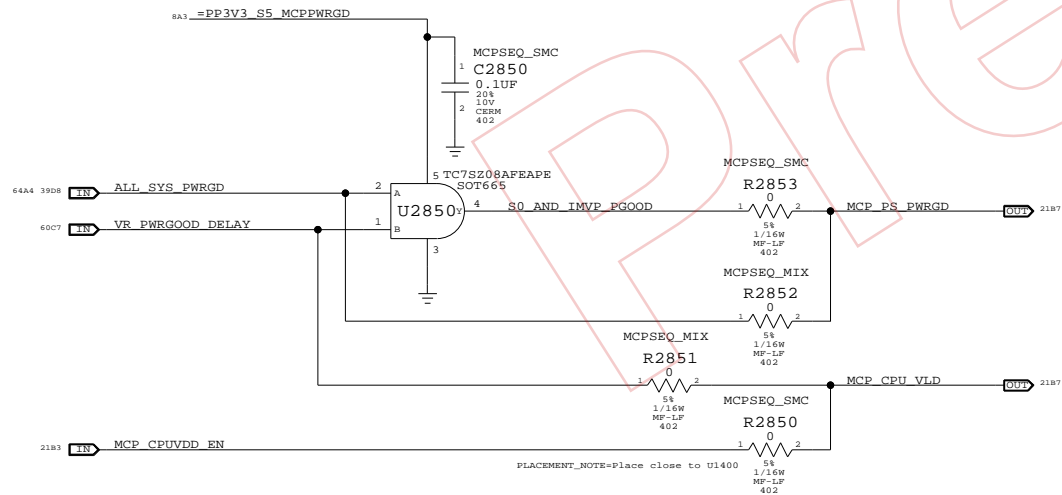 8A3 =PP3V3_S5_MCPPWRGD
MCPSEQ_SMC
1 C2850
0.1UF
20%
10V
2 CERM
402
5 TC7SZ08AFEAPE
SOT665
64A4 39D8 IN ALL_SYS_PWRGD 2 A
U2850 Y 4 S0_AND_IMVP_PGOOD
60C7 IN VR_PWRGOOD_DELAY 1 B
3
MCPSEQ_SMC
R2853
1 0 2 MCP_PS_PWRGD OUT 21B7
5%
1/16W
MF-LF
402
MCPSEQ_MIX
R2852
1 0 2
5%
1/16W
MF-LF
402
MCPSEQ_MIX
R2851
1 0 2 MCP_CPU_VLD OUT 21B7
5%
1/16W
MF-LF
402
MCPSEQ_SMC
R2850
21B3 IN MCP_CPUVDD_EN 1 0 2
PLACEMENT_NOTE=Place close to U1400
5%
1/16W
MF-LF
402
Pre